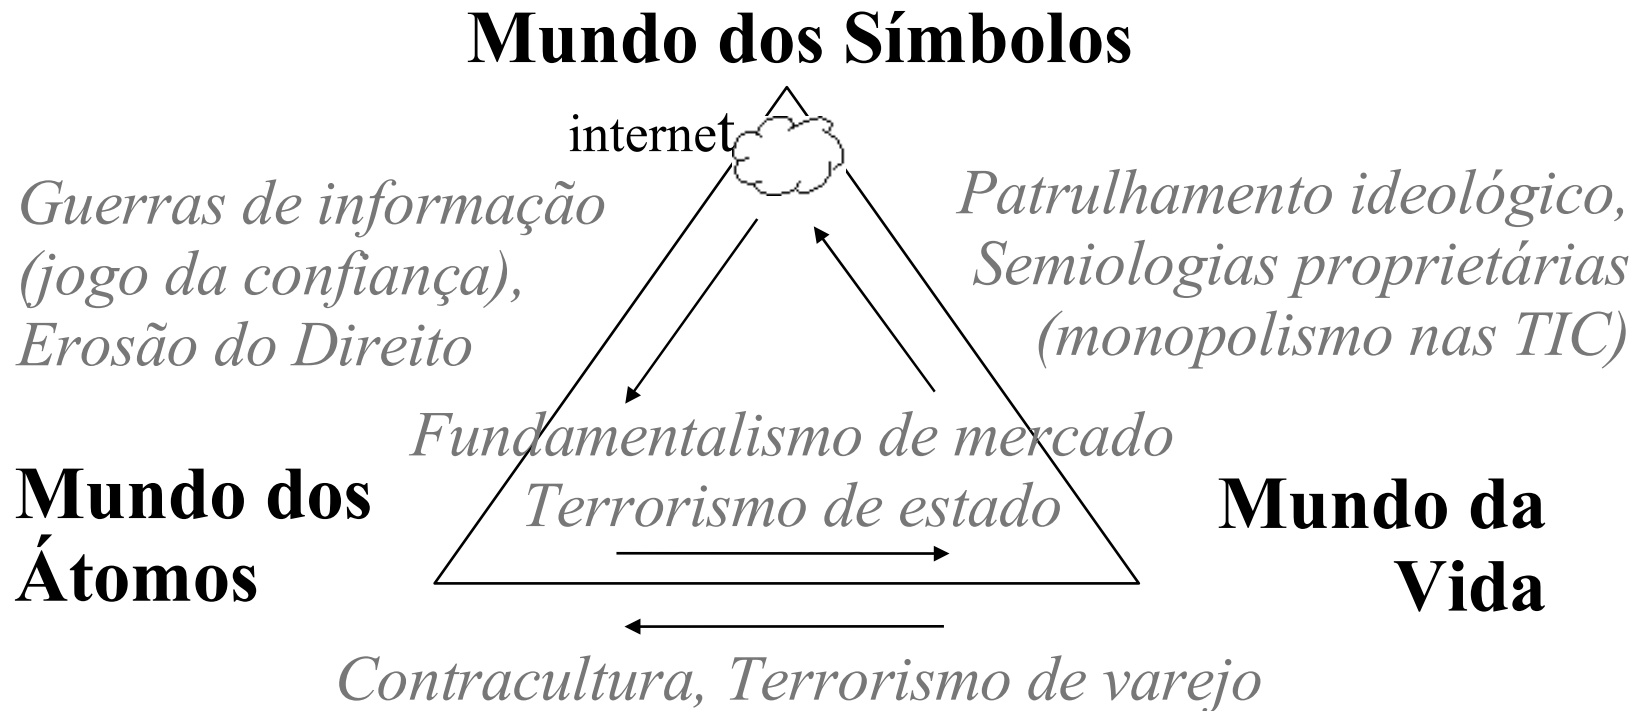 Mundo dos Símbolos
internet
Guerras de informação
(jogo da confiança),
Erosão do Direito
Patrulhamento ideológico,
Semiologias proprietárias
(monopolismo nas TIC)
Fundamentalismo de mercado
Terrorismo de estado
Mundo dos
Átomos
Mundo da
Vida
Contracultura, Terrorismo de varejo